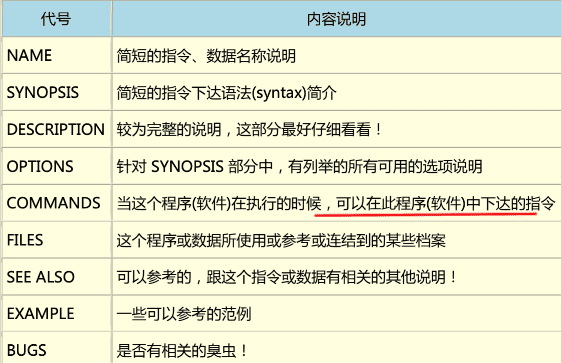 代号 内容说明
NAME 简短的指令、数据名称说明
SYNOPSIS 简短的指令下达语法(syntax)简介
DESCRIPTION 较为完整的说明，这部分最好仔细看看！
OPTIONS 针对 SYNOPSIS 部分中，有列举的所有可用的选项说明
COMMANDS 当这个程序(软件)在执行的时候，可以在此程序(软件)中下达的指令
FILES 这个程序或数据所使用或参考或连结到的某些档案
SEE ALSO 可以参考的，跟这个指令或数据有相关的其他说明！
EXAMPLE 一些可以参考的范例
BUGS 是否有相关的臭虫！